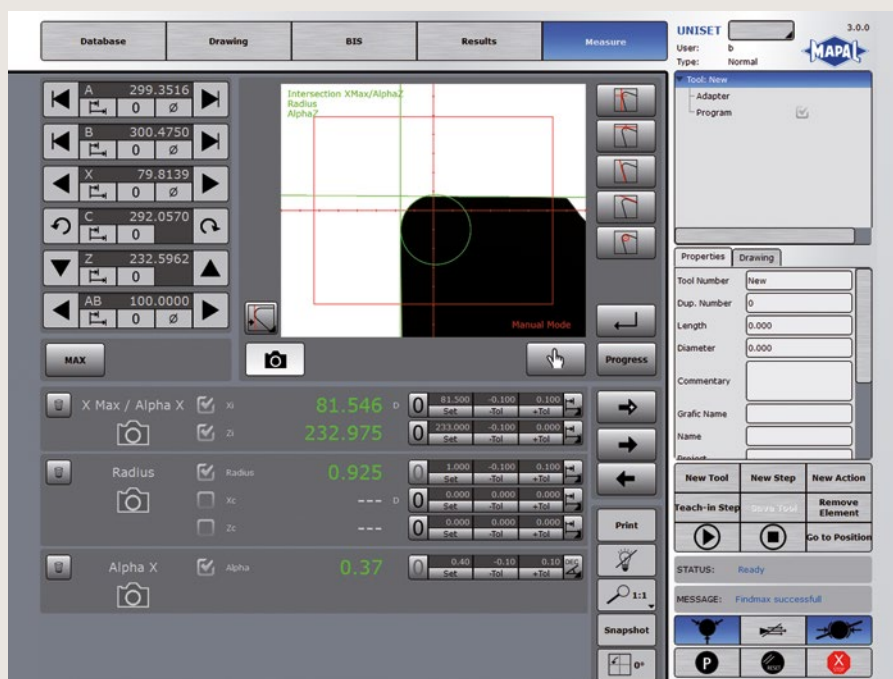 Database Drawing BIS Results Measure
UNISET 3.0.0
User: b
Type: Normal
MAPAL
A 299.3516
0 Ø
B 300.4750
0 Ø
X 79.8139
0 Ø
C 292.0570
0
Z 232.5962
0
AB 100.0000
0 Ø
MAX
Intersection XMax/AlphaZ
Radius
AlphaZ
Manual Mode
Progress
Tool: New
Adapter
Program
Properties Drawing
Tool Number New
Dup. Number 0
Length 0.000
Diameter 0.000
Commentary
Grafic Name
Name
Project
X Max / Alpha X Xi 81.546 D 0 81.500 -0.100 0.100
Set -Tol +Tol
Zi 232.975 0 233.000 -0.100 0.000
Set -Tol +Tol
Radius Radius 0.925 0 1.000 -0.100 0.100
Set -Tol +Tol
Xc --- D 0 0.000 0.000 0.000
Set -Tol +Tol
Zc --- 0 0.000 0.000 0.000
Set -Tol +Tol
Alpha X Alpha 0.37 0 0.40 -0.10 0.10 DEG
Set -Tol +Tol
Print
1:1
Snapshot
0°
New Tool New Step New Action
Teach-in Step Save Tool Remove Element
Go to Position
STATUS: Ready
MESSAGE: Findmax successfull
P RESET X STOP